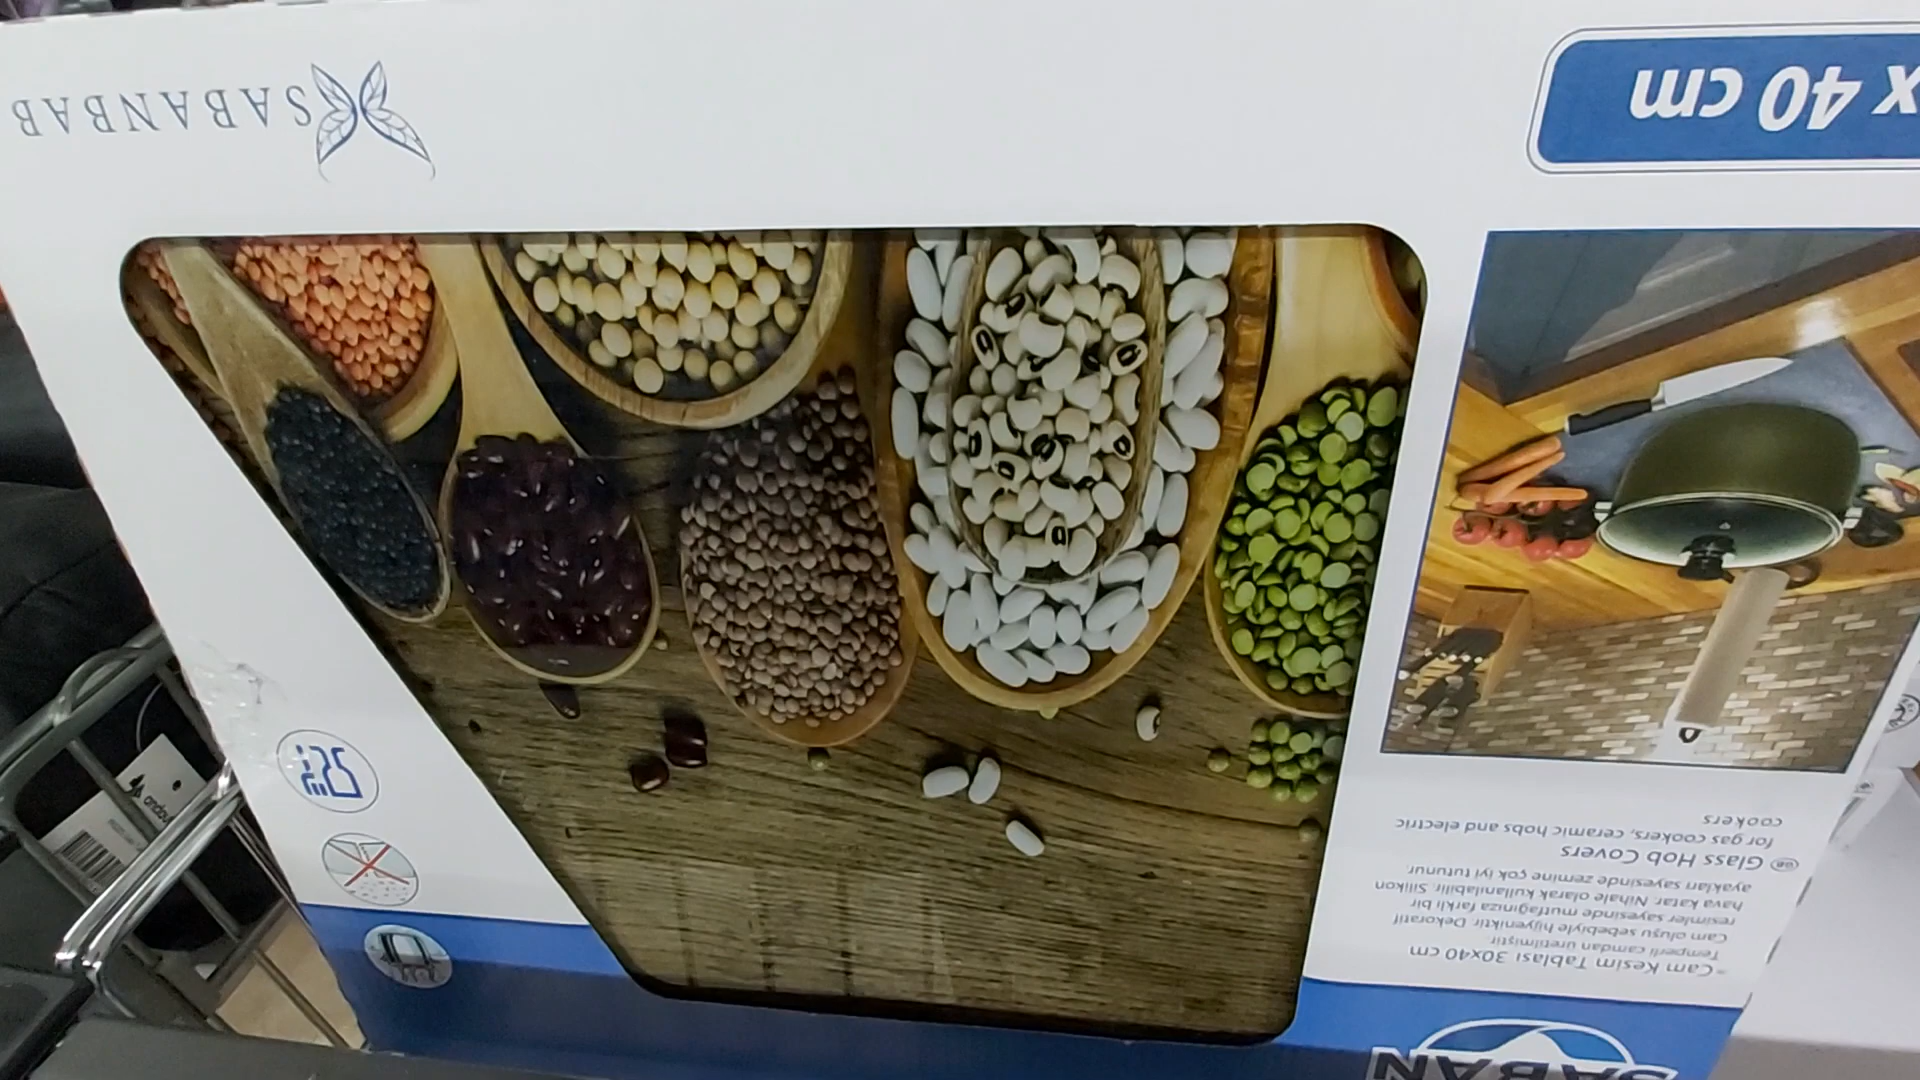 SABAN
Cam Kesim Tablası 30x40 cm
Temperli camdan üretilmiştir.
Cam oluşu sebebiyle hijyeniktir. Dekoratif
resimler sayesinde mutfağınıza farklı bir
hava katar. Nihale olarak kullanılabilir. Silikon
ayakları sayesinde zemine çok iyi tutunur.
GB Glass Hob Covers
for gas cookers, ceramic hobs and electric
cookers
x 40 cm
SABANBAB